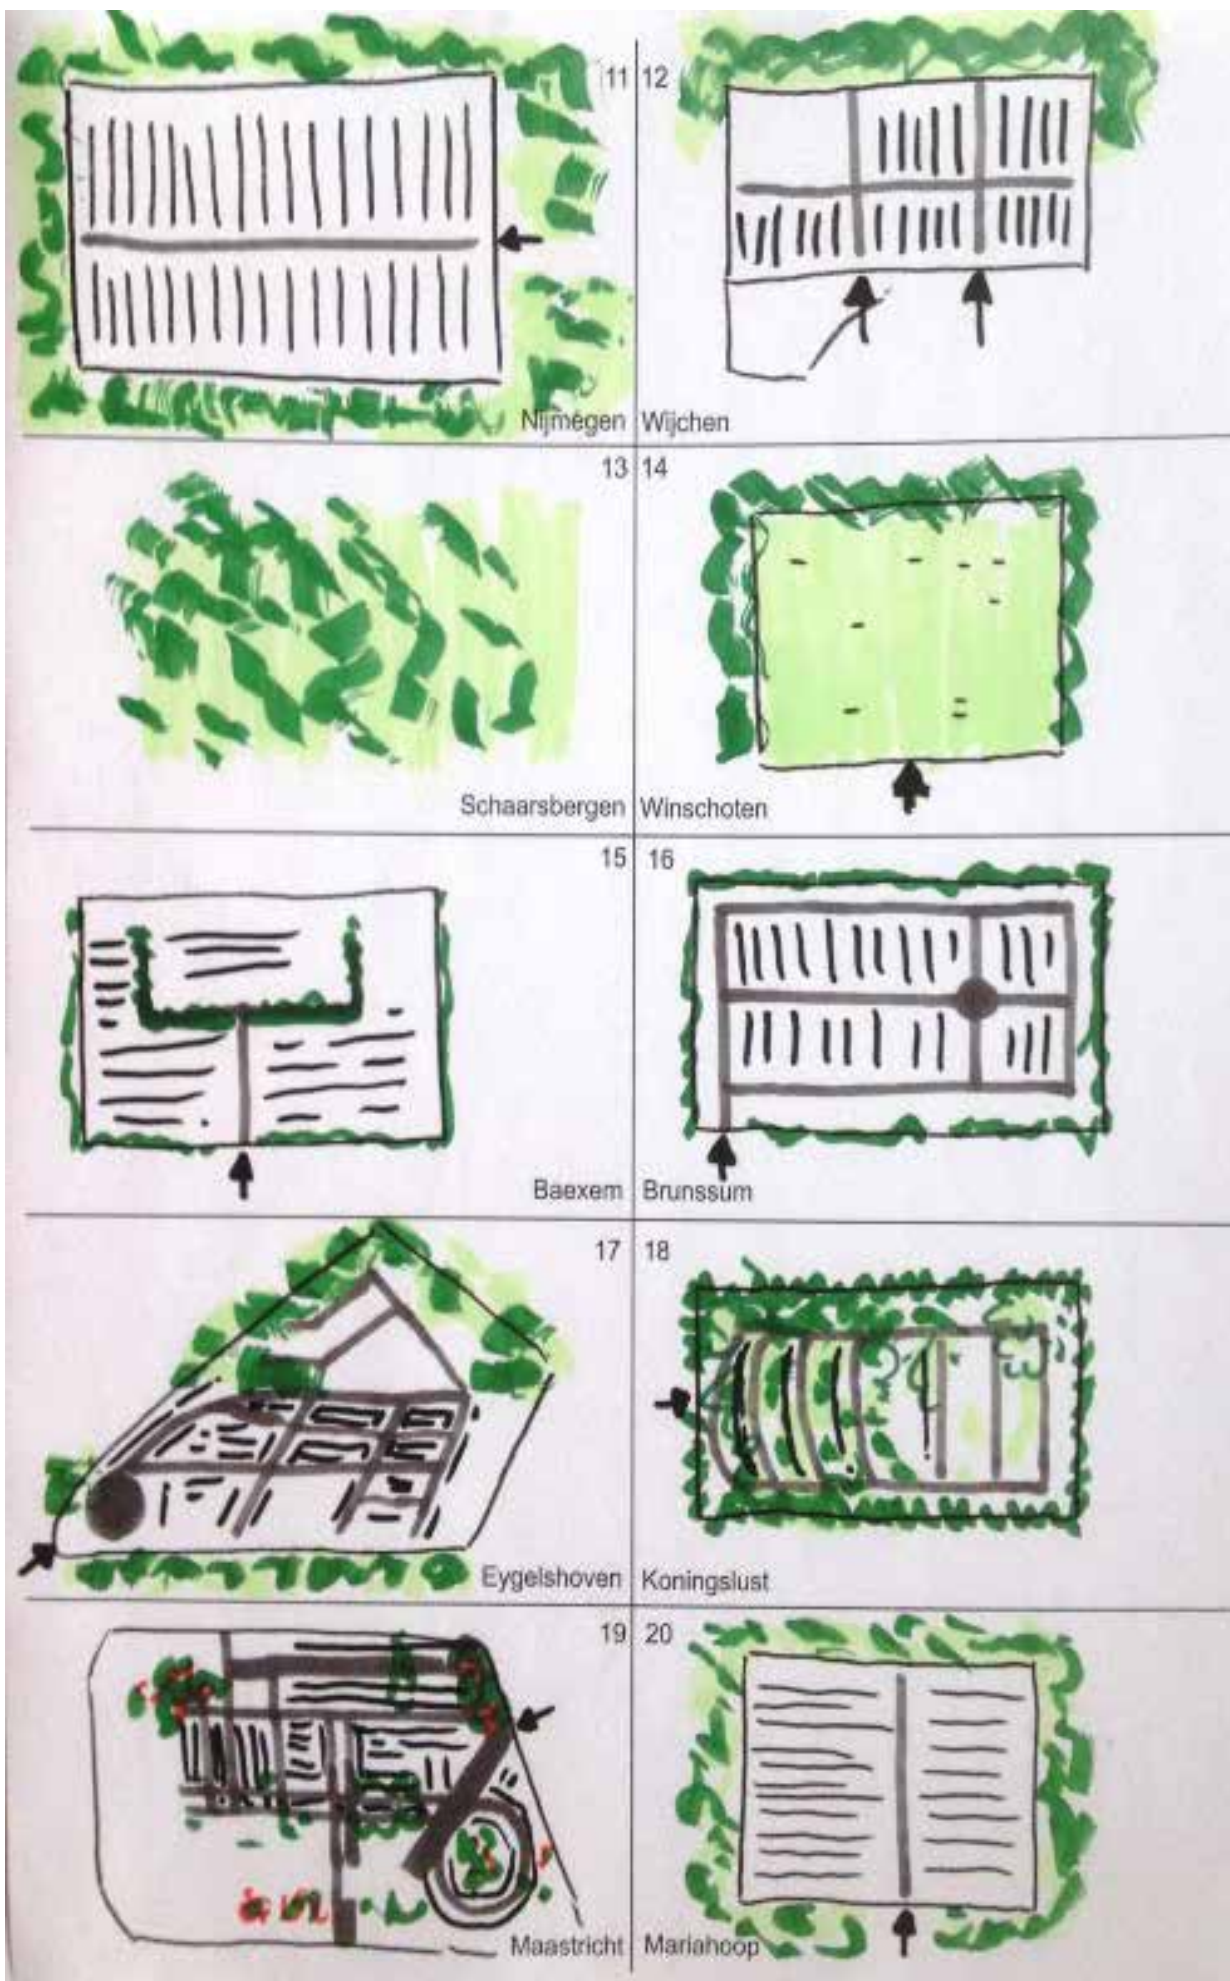 11
12
Nijmegen
Wijchen
13
14
Schaarsbergen
Winschoten
15
16
Baexem
Brunssum
17
18
Eygelshoven
Koningslust
19
20
Maastricht
Mariahoop